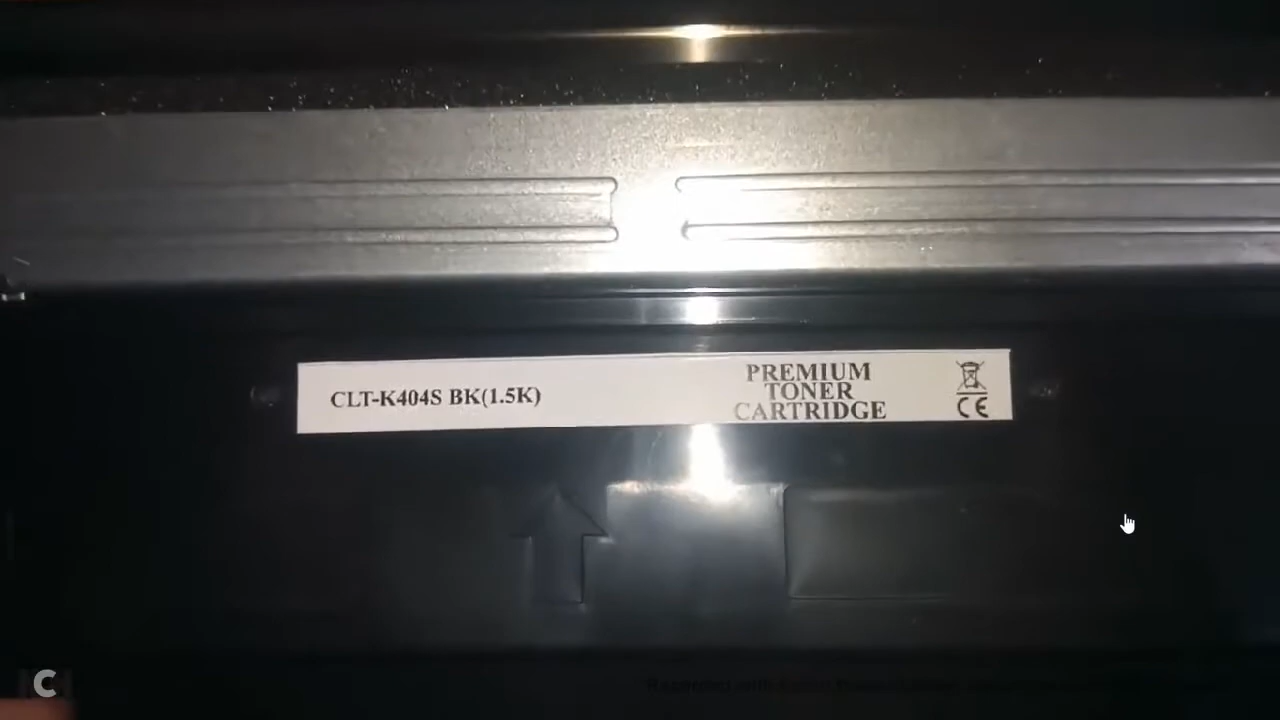 CLT-K404S BK(1.5K)
PREMIUM
TONER
CARTRIDGE
CE
C